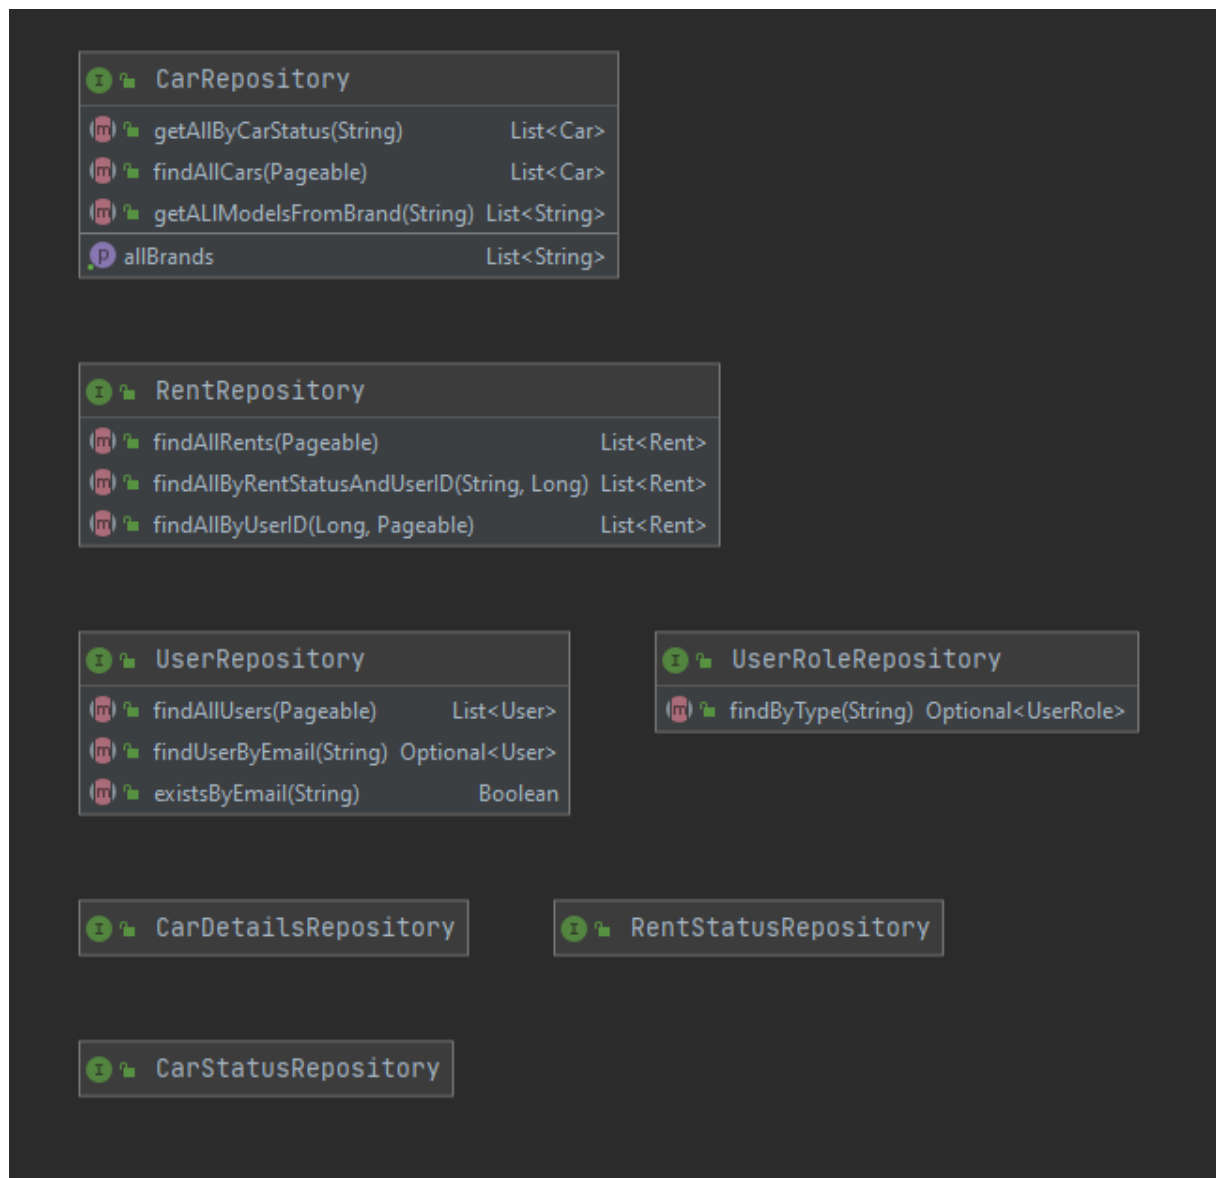 CarRepository
getAllByCarStatus(String) List<Car>
findAllCars(Pageable) List<Car>
getALlModelsFromBrand(String) List<String>
allBrands List<String>
RentRepository
findAllRents(Pageable) List<Rent>
findAllByRentStatusAndUserID(String, Long) List<Rent>
findAllByUserID(Long, Pageable) List<Rent>
UserRepository
findAllUsers(Pageable) List<User>
findUserByEmail(String) Optional<User>
existsByEmail(String) Boolean
UserRoleRepository
findByType(String) Optional<UserRole>
CarDetailsRepository
RentStatusRepository
CarStatusRepository